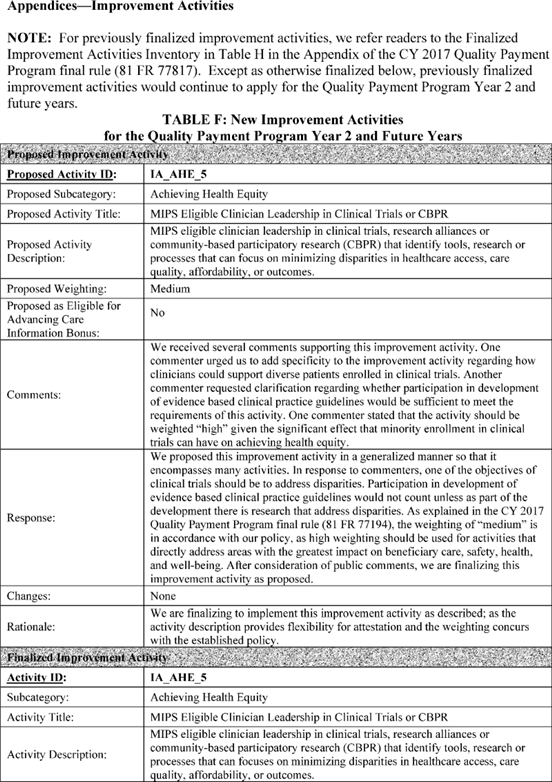 Appendices—Improvement Activities
NOTE: For previously finalized improvement activities, we refer readers to the Finalized
Improvement Activities Inventory in Table H in the Appendix of the CY 2017 Quality Payment
Program final rule (81 FR 77817). Except as otherwise finalized below, previously finalized
improvement activities would continue to apply for the Quality Payment Program Year 2 and
future years.
TABLE F: New Improvement Activities
for the Quality Payment Program Year 2 and Future Years
Proposed Improvement Activity
Proposed Activity ID: IA_AHE_5
Proposed Subcategory: Achieving Health Equity
Proposed Activity Title: MIPS Eligible Clinician Leadership in Clinical Trials or CBPR
Proposed Activity
Description:
MIPS eligible clinician leadership in clinical trials, research alliances or
community-based participatory research (CBPR) that identify tools, research or
processes that can focus on minimizing disparities in healthcare access, care
quality, affordability, or outcomes.
Proposed Weighting: Medium
Proposed as Eligible for
Advancing Care
Information Bonus:
No
Comments:
We received several comments supporting this improvement activity. One
commenter urged us to add specificity to the improvement activity regarding how
clinicians could support diverse patients enrolled in clinical trials. Another
commenter requested clarification regarding whether participation in development
of evidence based clinical practice guidelines would be sufficient to meet the
requirements of this activity. One commenter stated that the activity should be
weighted “high” given the significant effect that minority enrollment in clinical
trials can have on achieving health equity.
Response:
We proposed this improvement activity in a generalized manner so that it
encompasses many activities. In response to commenters, one of the objectives of
clinical trials should be to address disparities. Participation in development of
evidence based clinical practice guidelines would not count unless as part of the
development there is research that address disparities. As explained in the CY 2017
Quality Payment Program final rule (81 FR 77194), the weighting of “medium” is
in accordance with our policy, as high weighting should be used for activities that
directly address areas with the greatest impact on beneficiary care, safety, health,
and well-being. After consideration of public comments, we are finalizing this
improvement activity as proposed.
Changes: None
Rationale:
We are finalizing to implement this improvement activity as described; as the
activity description provides flexibility for attestation and the weighting concurs
with the established policy.
Finalized Improvement Activity
Activity ID: IA_AHE_5
Subcategory: Achieving Health Equity
Activity Title: MIPS Eligible Clinician Leadership in Clinical Trials or CBPR
Activity Description:
MIPS eligible clinician leadership in clinical trials, research alliances or
community-based participatory research (CBPR) that identify tools, research or
processes that can focuses on minimizing disparities in healthcare access, care
quality, affordability, or outcomes.